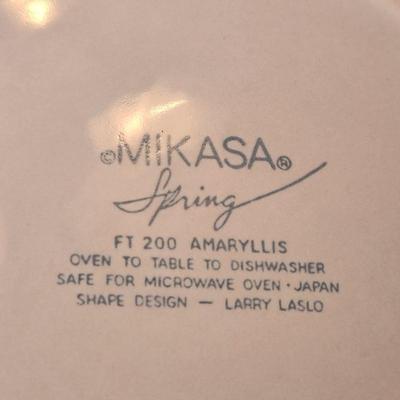 ©MIKASA®
Spring
FT 200 AMARYLLIS
OVEN TO TABLE TO DISHWASHER
SAFE FOR MICROWAVE OVEN · JAPAN
SHAPE DESIGN — LARRY LASLO